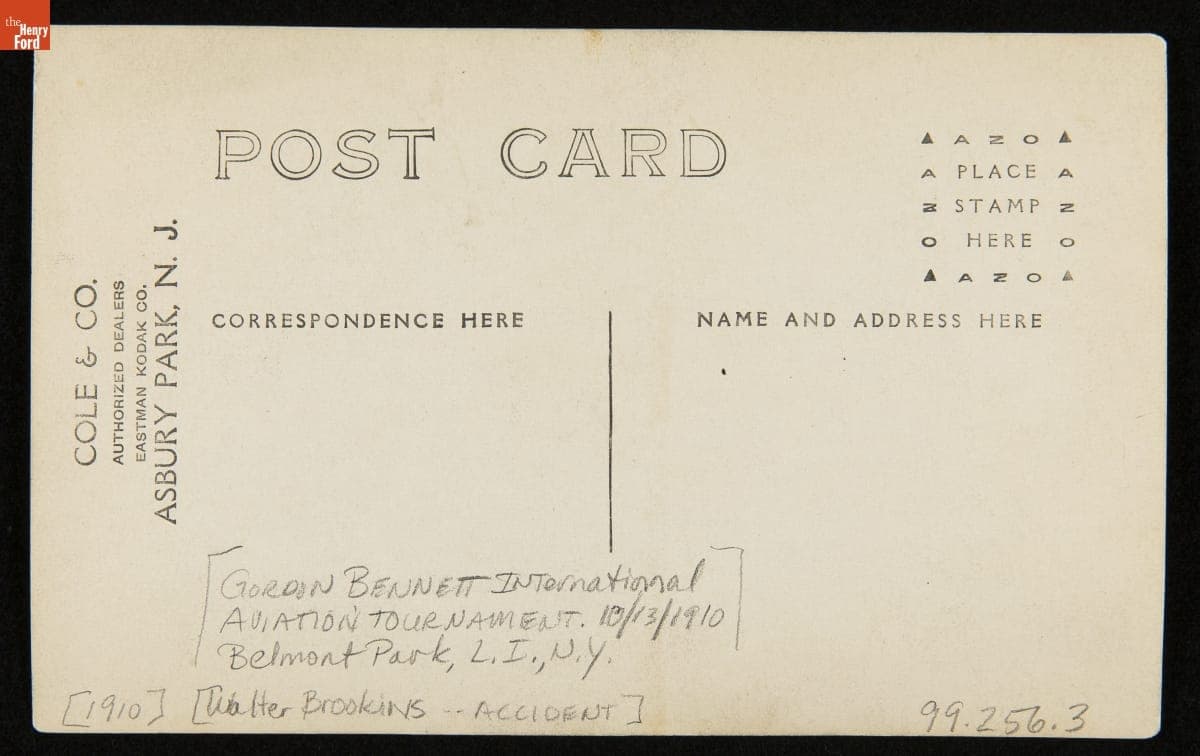 the
Henry
Ford
POST CARD
▲ A Z O ▲
A PLACE A
Z STAMP Z
O HERE O
▲ A Z O ▲
COLE & CO.
AUTHORIZED DEALERS
EASTMAN KODAK CO.
ASBURY PARK, N. J.
CORRESPONDENCE HERE
NAME AND ADDRESS HERE
[GORDON BENNETT INTernational
AVIATION TOURNAMENT. 10/13/1910
Belmont Park, L.I., N.Y.]
[1910] [Walter BrookINS -- ACCIDENT]
99.256.3